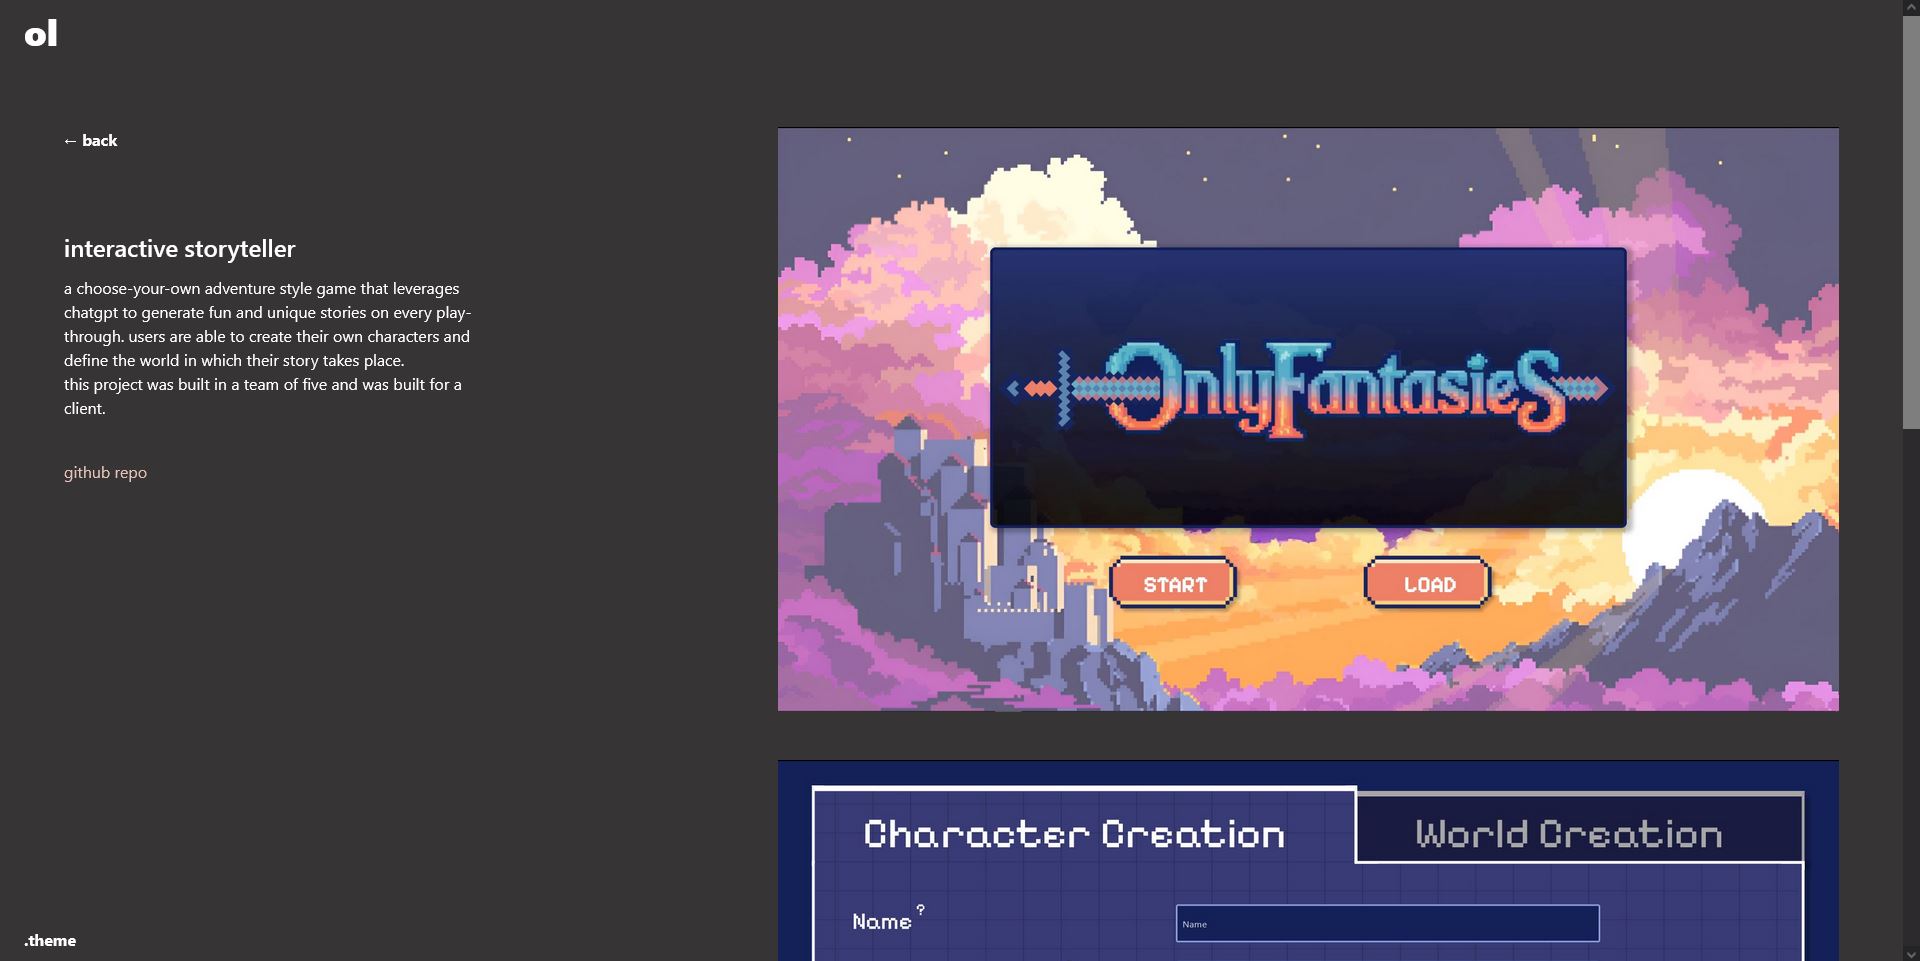 ol
← back
interactive storyteller
a choose-your-own adventure style game that leverages
chatgpt to generate fun and unique stories on every play-
through. users are able to create their own characters and
define the world in which their story takes place.
this project was built in a team of five and was built for a
client.
github repo
.theme
OnlyFantasieS
START
LOAD
Character Creation
World Creation
Name?
Name